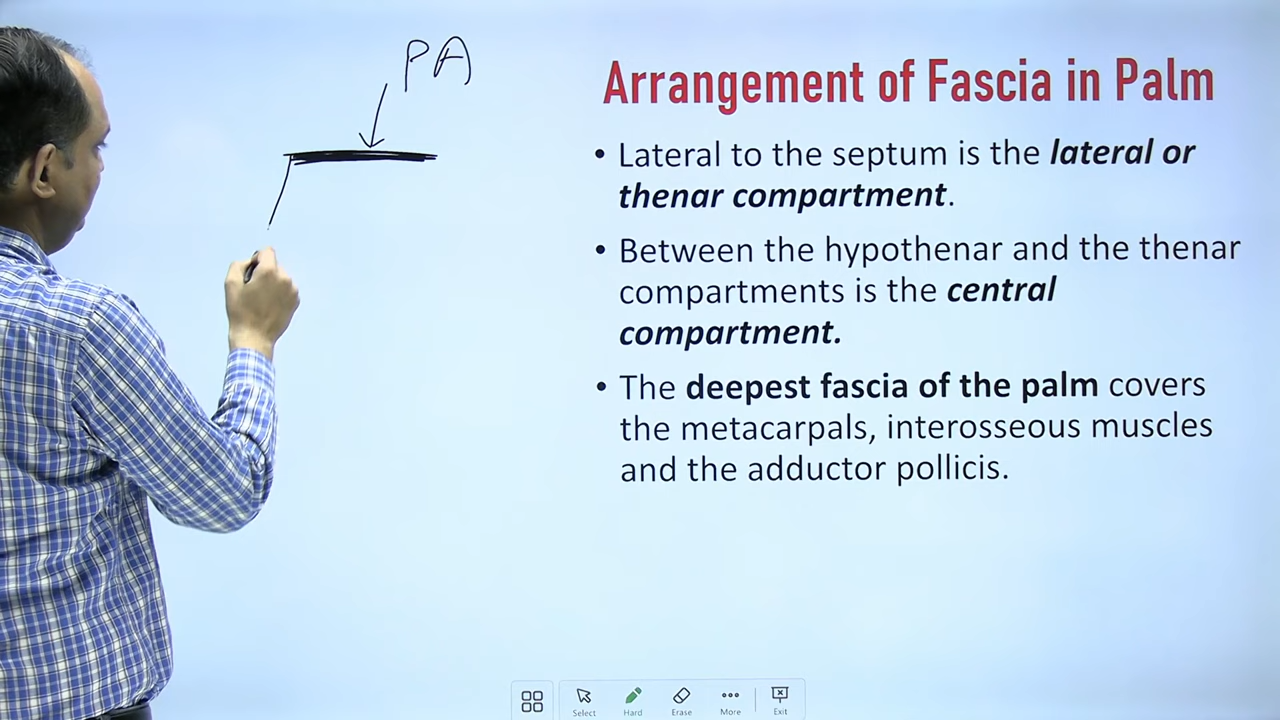 PA
Arrangement of Fascia in Palm
• Lateral to the septum is the lateral or
thenar compartment.
• Between the hypothenar and the thenar
compartments is the central
compartment.
• The deepest fascia of the palm covers
the metacarpals, interosseous muscles
and the adductor pollicis.
Select
Hard
Erase
More
Exit